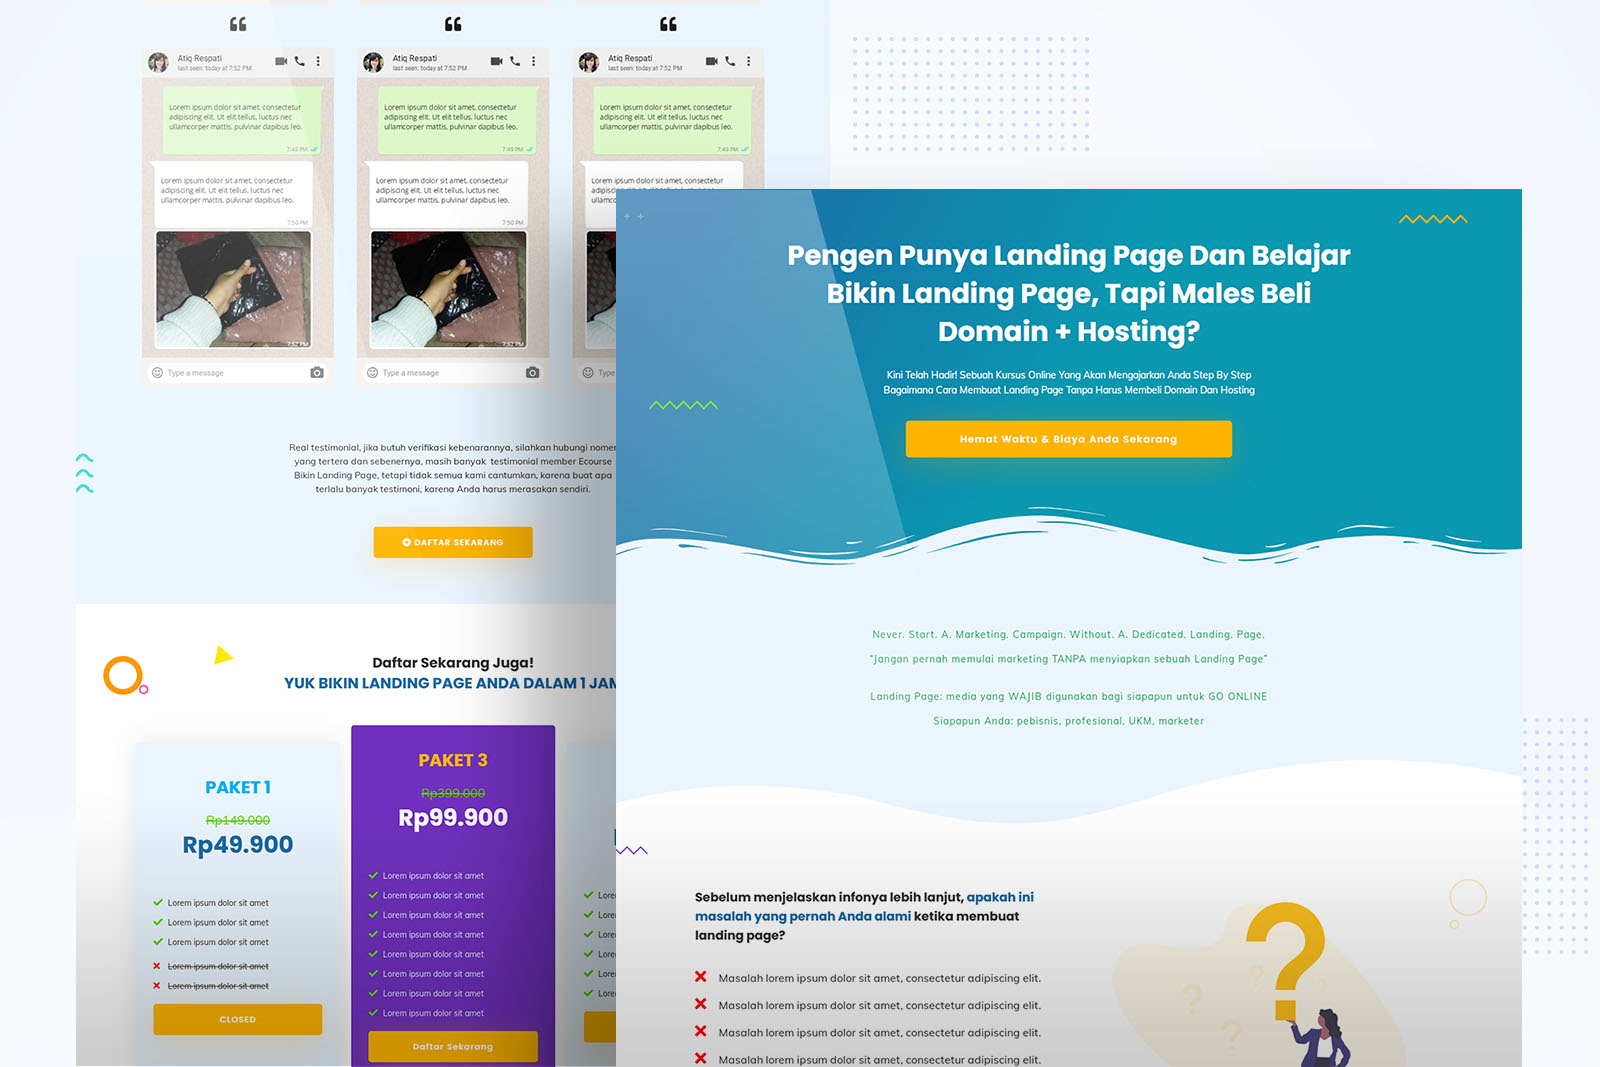 Atiq Respati
last seen: today at 7:52 PM
Lorem ipsum dolor sit amet, consectetur
adipiscing elit. Ut elit tellus, luctus nec
ullamcorper mattis, pulvinar dapibus leo.
7:49 PM
Lorem ipsum dolor sit amet, consectetur
adipiscing elit. Ut elit tellus, luctus nec
ullamcorper mattis, pulvinar dapibus leo.
7:50 PM
7:52 PM
Type a message
Atiq Respati
last seen: today at 7:52 PM
Lorem ipsum dolor sit amet, consectetur
adipiscing elit. Ut elit tellus, luctus nec
ullamcorper mattis, pulvinar dapibus leo.
7:49 PM
Lorem ipsum dolor sit amet, consectetur
adipiscing elit. Ut elit tellus, luctus nec
ullamcorper mattis, pulvinar dapibus leo.
7:50 PM
7:52 PM
Type a message
Atiq Respati
last seen: today at 7:52 PM
Lorem ipsum dolor sit amet, consectetur
adipiscing elit. Ut elit tellus, luctus nec
ullamcorper mattis, pulvinar dapibus leo.
7:49 PM
Lorem ipsum dolor sit amet, consectetur
Type
Real testimonial, jika butuh verifikasi kebenarannya, silahkan hubungi nomer
yang tertera dan sebenernya, masih banyak testimonial member Ecourse
Bikin Landing Page, tetapi tidak semua kami cantumkan, karena buat apa
terlalu banyak testimoni, karena Anda harus merasakan sendiri.
DAFTAR SEKARANG
Daftar Sekarang Juga!
YUK BIKIN LANDING PAGE ANDA DALAM 1 JAM
PAKET 1
Rp149.000
Rp49.900
Lorem ipsum dolor sit amet
Lorem ipsum dolor sit amet
Lorem ipsum dolor sit amet
Lorem ipsum dolor sit amet
Lorem ipsum dolor sit amet
CLOSED
PAKET 3
Rp399.000
Rp99.900
Lorem ipsum dolor sit amet
Lorem ipsum dolor sit amet
Lorem ipsum dolor sit amet
Lorem ipsum dolor sit amet
Lorem ipsum dolor sit amet
Lorem ipsum dolor sit amet
Lorem ipsum dolor sit amet
Lorem ipsum dolor sit amet
Daftar Sekarang
Pengen Punya Landing Page Dan Belajar
Bikin Landing Page, Tapi Males Beli
Domain + Hosting?
Kini Telah Hadir! Sebuah Kursus Online Yang Akan Mengajarkan Anda Step By Step
Bagaimana Cara Membuat Landing Page Tanpa Harus Membeli Domain Dan Hosting
Hemat Waktu & Biaya Anda Sekarang
Never. Start. A. Marketing. Campaign. Without. A. Dedicated. Landing. Page.
"Jangan pernah memulai marketing TANPA menyiapkan sebuah Landing Page"
Landing Page: media yang WAJIB digunakan bagi siapapun untuk GO ONLINE
Siapapun Anda: pebisnis, profesional, UKM, marketer
Sebelum menjelaskan infonya lebih lanjut, apakah ini
masalah yang pernah Anda alami ketika membuat
landing page?
Masalah lorem ipsum dolor sit amet, consectetur adipiscing elit.
Masalah lorem ipsum dolor sit amet, consectetur adipiscing elit.
Masalah lorem ipsum dolor sit amet, consectetur adipiscing elit.
Masalah lorem ipsum dolor sit amet, consectetur adipiscing elit.